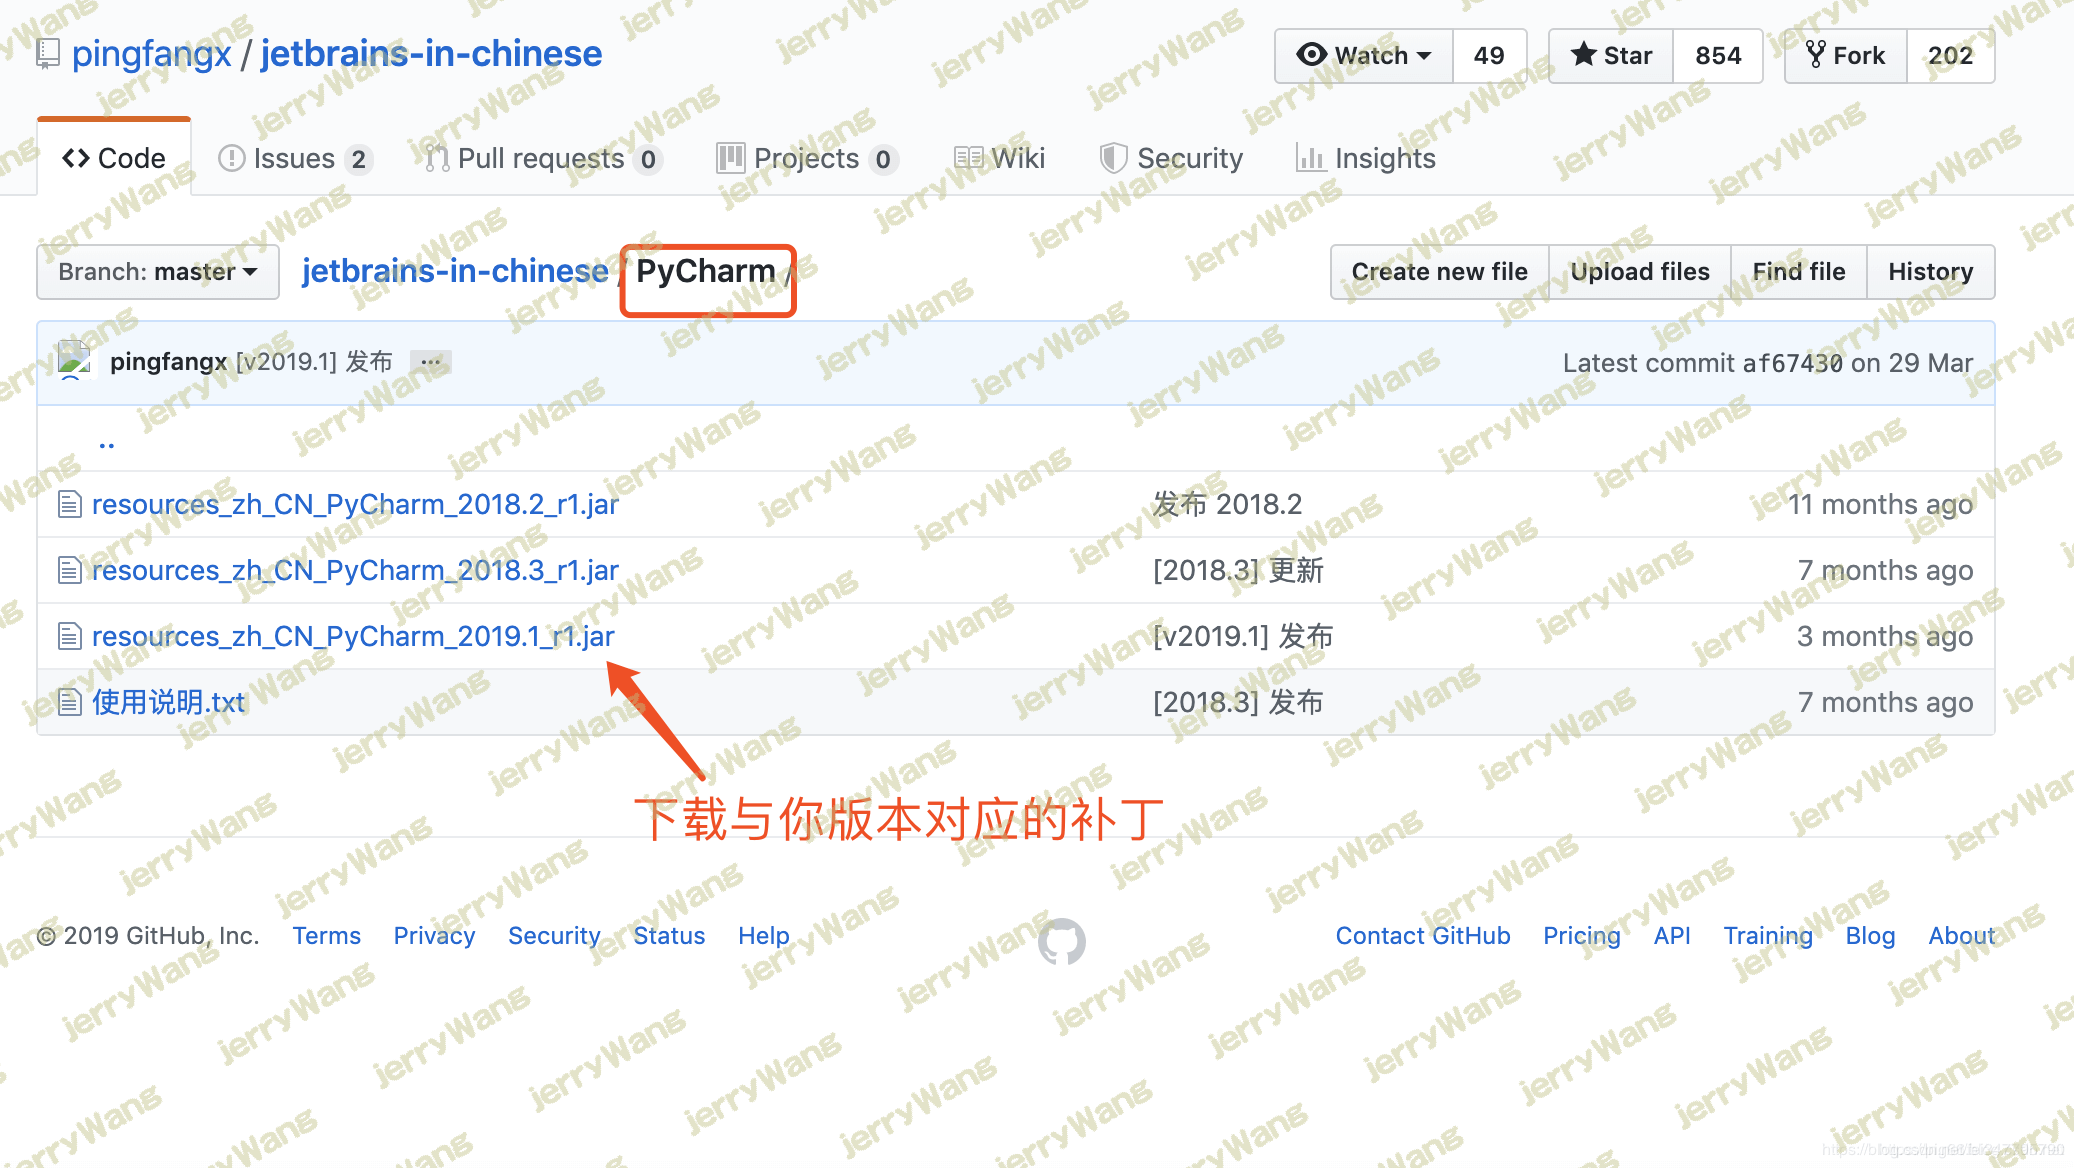 pingfangx / jetbrains-in-chinese
Watch 49 Star 854 Fork 202
Code Issues 2 Pull requests 0 Projects 0 Wiki Security Insights
Branch: master jetbrains-in-chinese / PyCharm / Create new file Upload files Find file History
pingfangx [v2019.1] 发布 … Latest commit af67430 on 29 Mar
..
resources_zh_CN_PyCharm_2018.2_r1.jar 发布 2018.2 11 months ago
resources_zh_CN_PyCharm_2018.3_r1.jar [2018.3] 更新 7 months ago
resources_zh_CN_PyCharm_2019.1_r1.jar [v2019.1] 发布 3 months ago
使用说明.txt [2018.3] 发布 7 months ago
下载与你版本对应的补丁
© 2019 GitHub, Inc. Terms Privacy Security Status Help Contact GitHub Pricing API Training Blog About
jerryWang